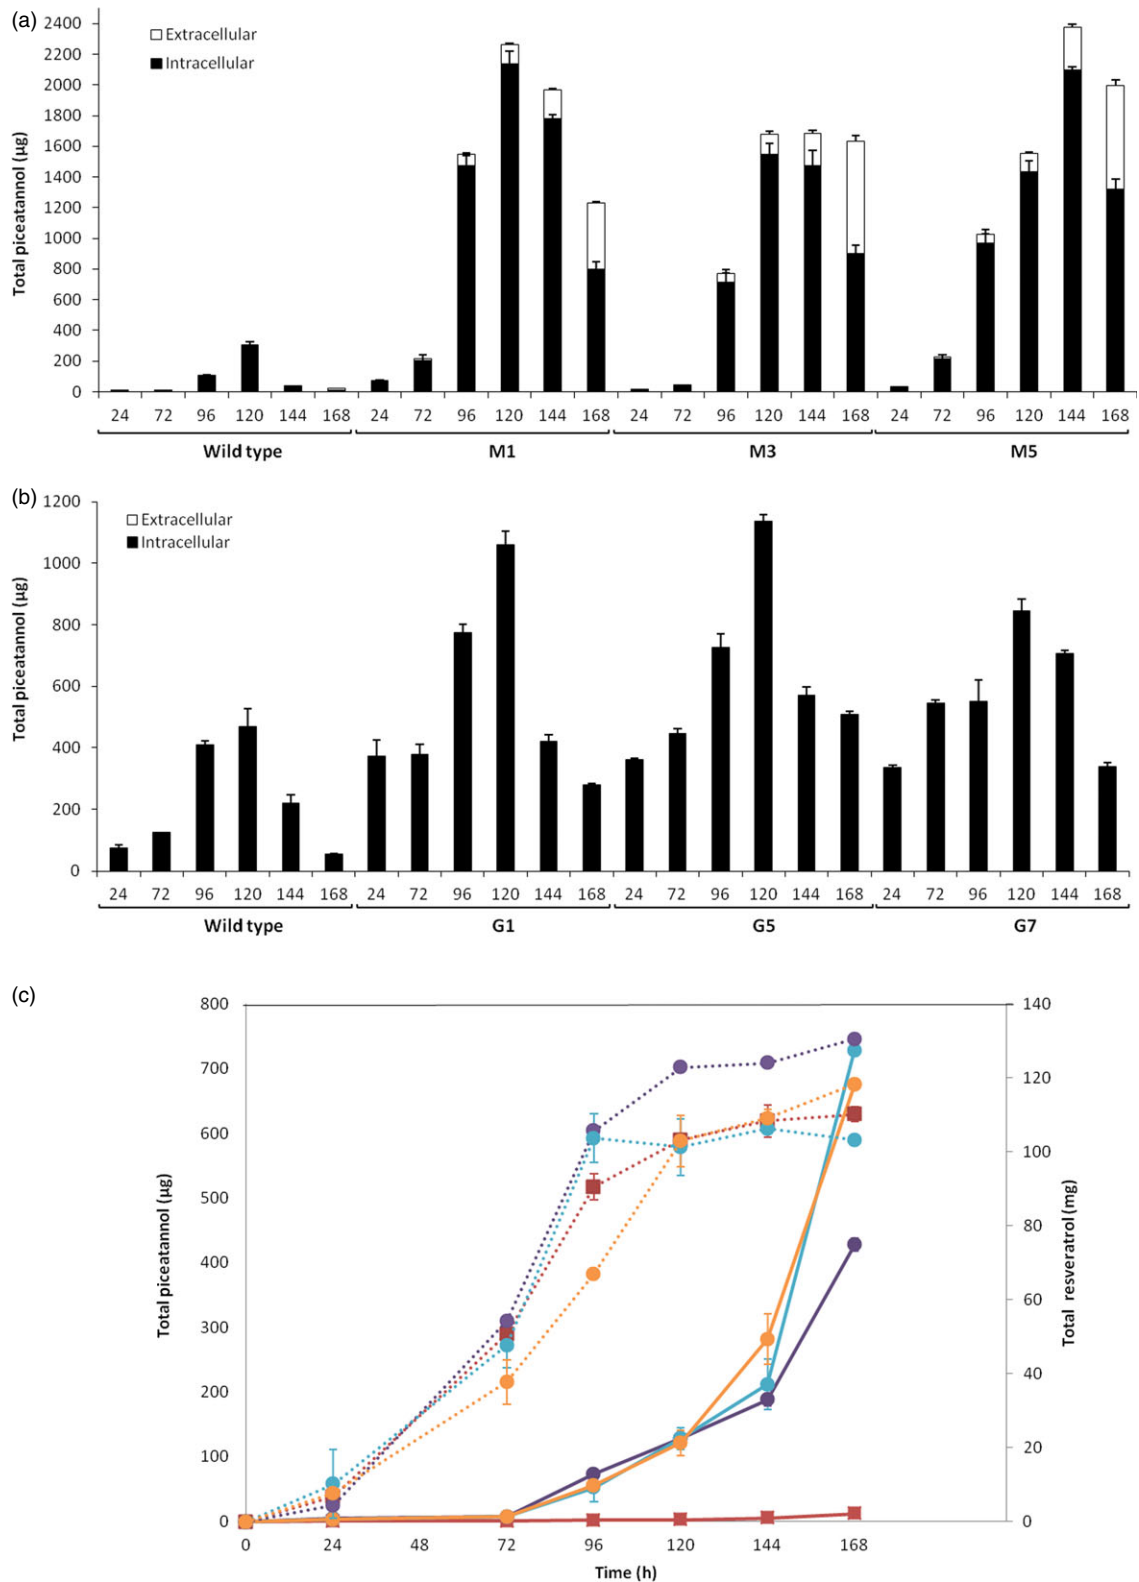 (a)
Total piceatannol (µg)
2400
2200
2000
1800
1600
1400
1200
1000
800
600
400
200
0
Extracellular
Intracellular
24 72 96 120 144 168 24 72 96 120 144 168 24 72 96 120 144 168 24 72 96 120 144 168
Wild type M1 M3 M5
(b)
Total piceatannol (µg)
1200
1000
800
600
400
200
0
Extracellular
Intracellular
24 72 96 120 144 168 24 72 96 120 144 168 24 72 96 120 144 168 24 72 96 120 144 168
Wild type G1 G5 G7
(c)
Total piceatannol (µg)
800
700
600
500
400
300
200
100
0
140
120
100
80
60
40
20
0
Total resveratrol (mg)
0 24 48 72 96 120 144 168
Time (h)